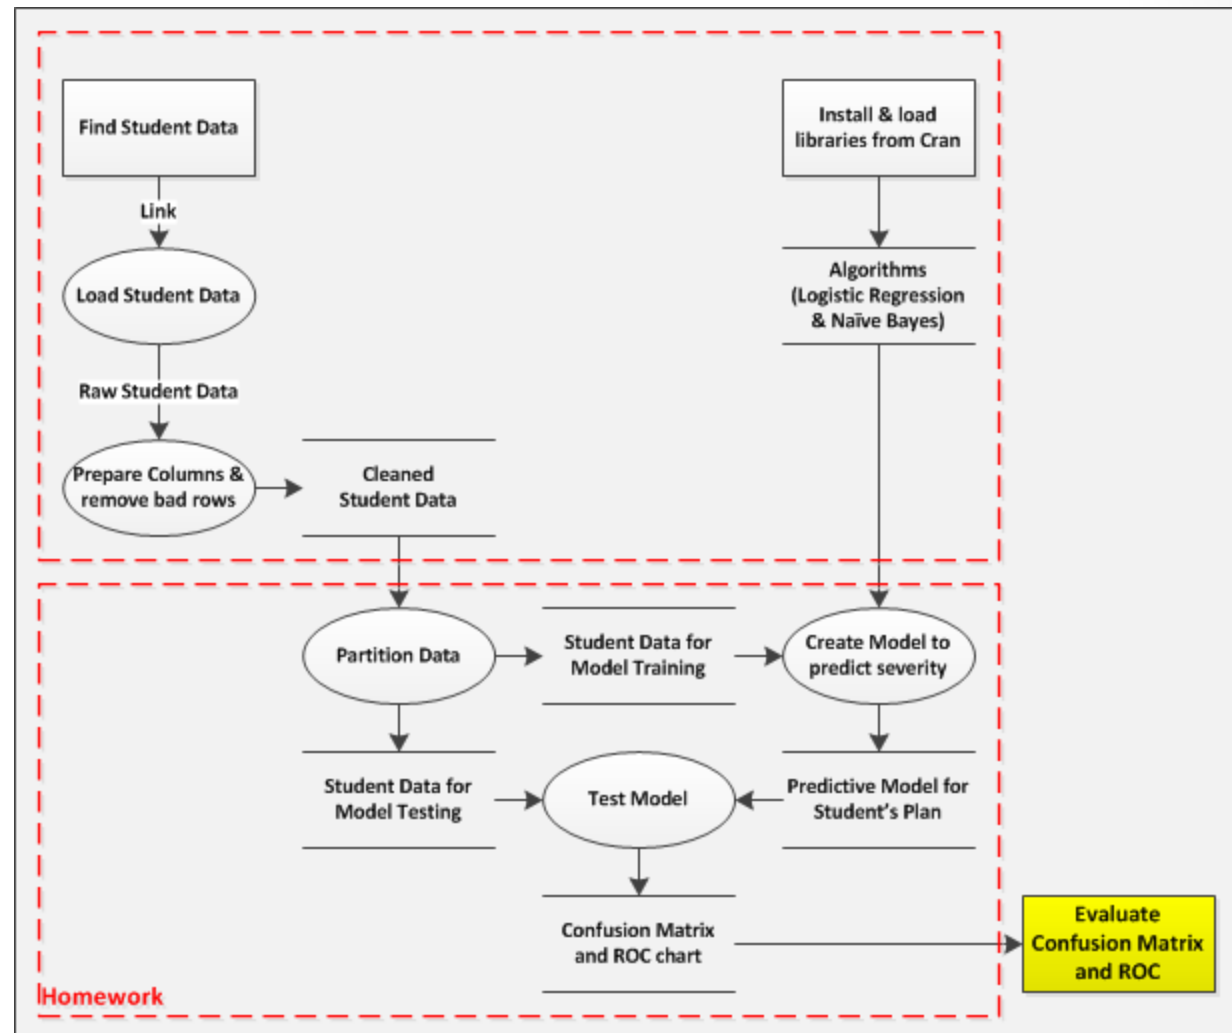 Find Student Data
Install & load
libraries from Cran
Link
Load Student Data
Algorithms
(Logistic Regression
& Naïve Bayes)
Raw Student Data
Prepare Columns &
remove bad rows
Cleaned
Student Data
Partition Data
Student Data for
Model Training
Create Model to
predict severity
Student Data for
Model Testing
Test Model
Predictive Model for
Student's Plan
Confusion Matrix
and ROC chart
Evaluate
Confusion Matrix
and ROC
Homework